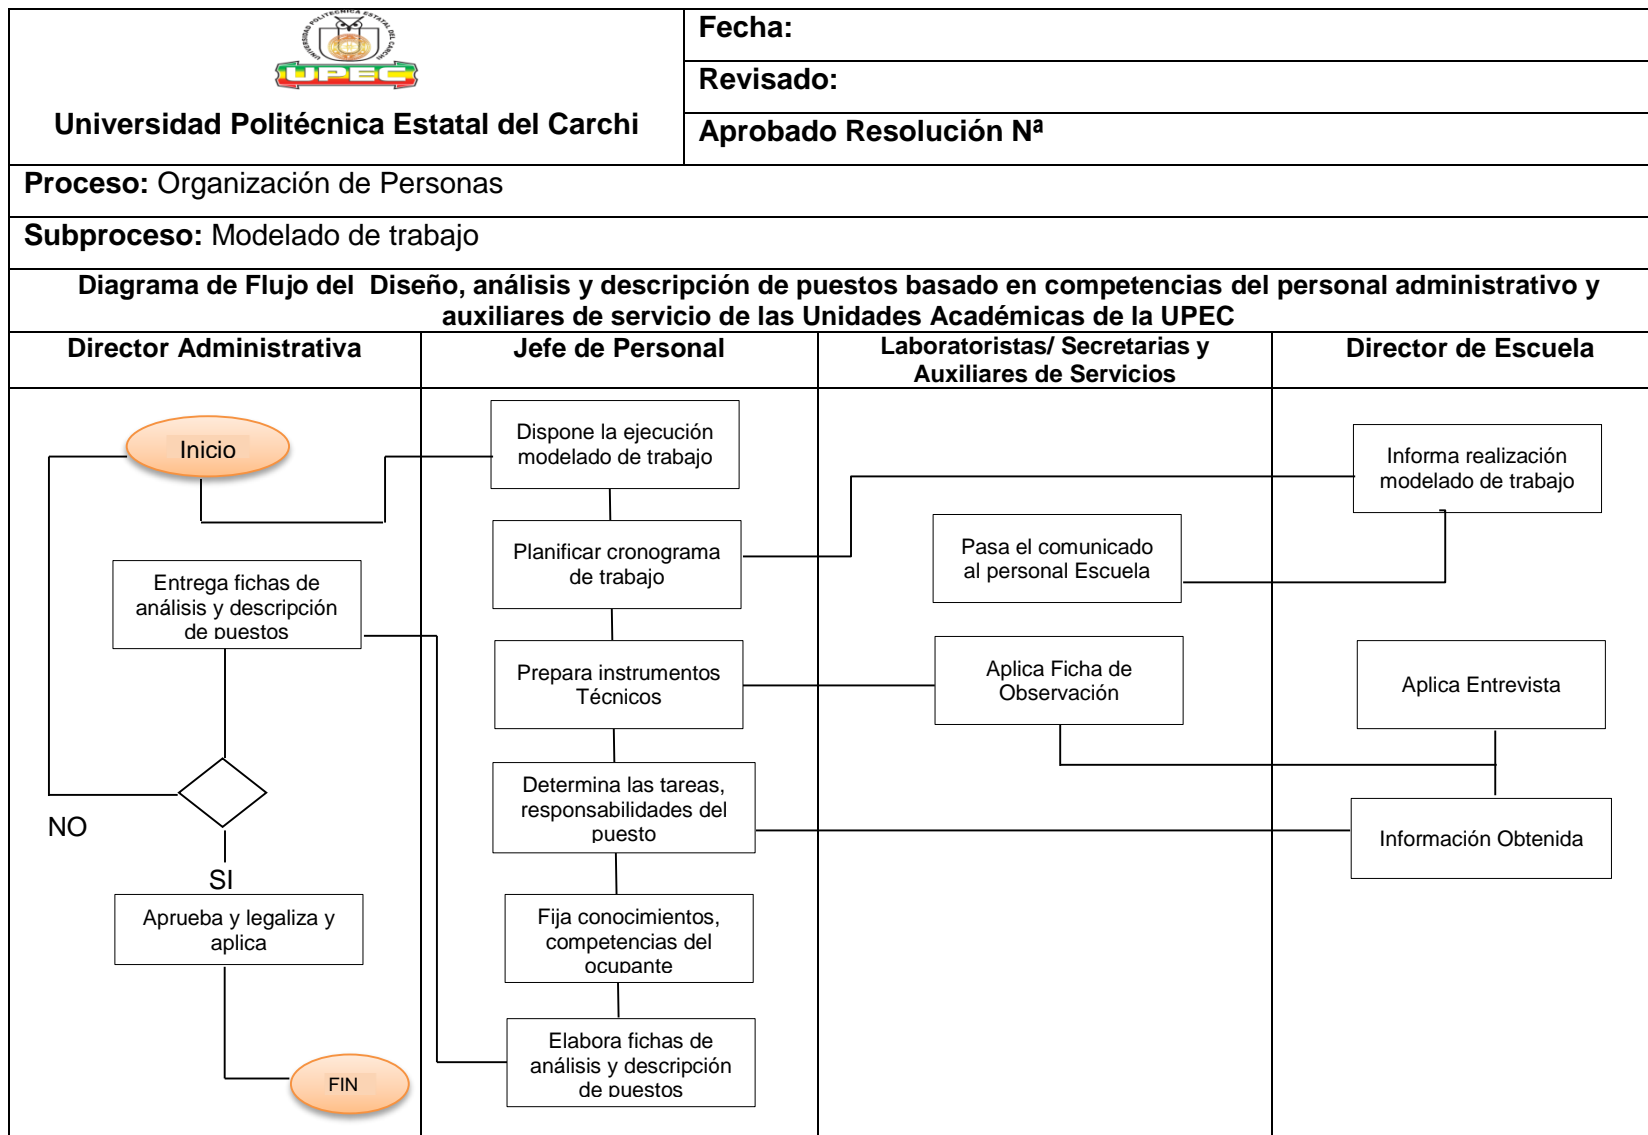 UNIVERSIDAD POLITECNICA ESTATAL DEL CARCHI
UPEC
Universidad Politécnica Estatal del Carchi
Fecha:
Revisado:
Aprobado Resolución Nª
Proceso: Organización de Personas
Subproceso: Modelado de trabajo
Diagrama de Flujo del Diseño, análisis y descripción de puestos basado en competencias del personal administrativo y
auxiliares de servicio de las Unidades Académicas de la UPEC
Director Administrativa
Jefe de Personal
Laboratoristas/ Secretarias y
Auxiliares de Servicios
Director de Escuela
Inicio
Dispone la ejecución
modelado de trabajo
Informa realización
modelado de trabajo
Planificar cronograma
de trabajo
Pasa el comunicado
al personal Escuela
Entrega fichas de
análisis y descripción
de puestos
Prepara instrumentos
Técnicos
Aplica Ficha de
Observación
Aplica Entrevista
Determina las tareas,
responsabilidades del
puesto
Información Obtenida
NO
SI
Aprueba y legaliza y
aplica
Fija conocimientos,
competencias del
ocupante
Elabora fichas de
análisis y descripción
de puestos
FIN